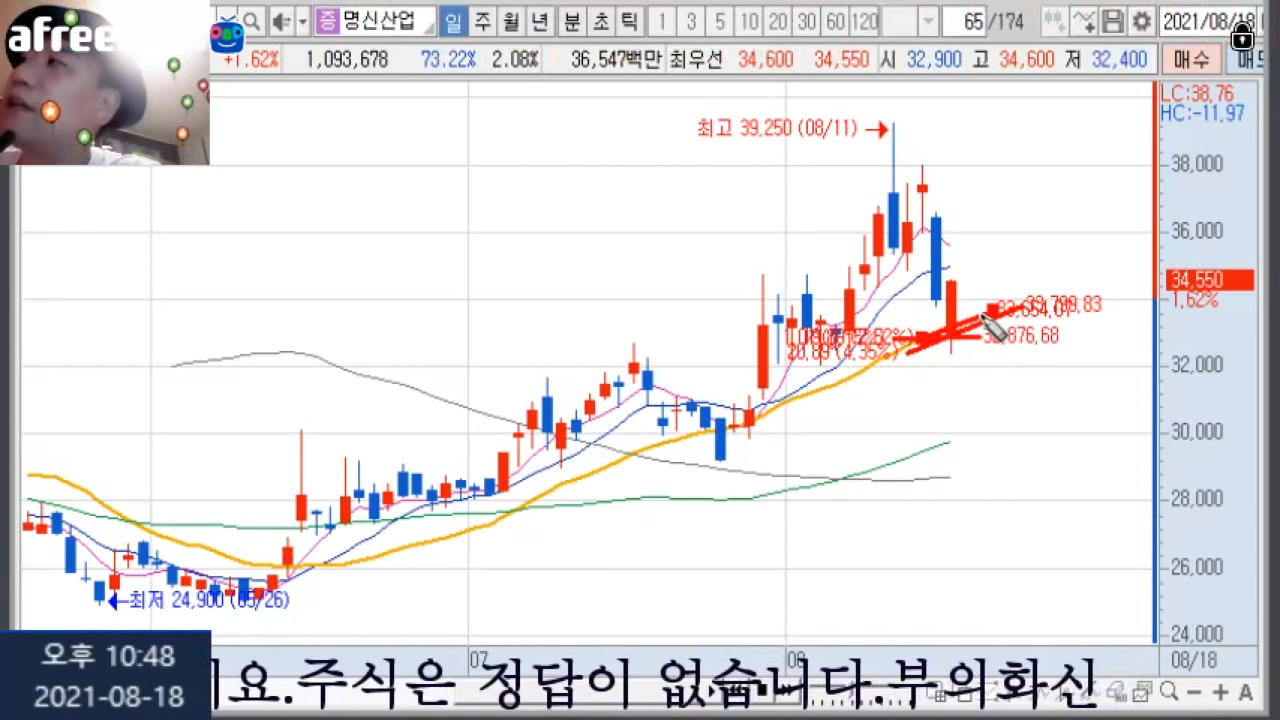 afree
증 명신산업 일 주 월 년 분 초 틱 1 3 5 10 20 30 60 120 65 /174 2021/08/18
+1.62% 1,093,678 73.22% 2.08% 36,547백만 최우선 34,600 34,550 시 32,900 고 34,600 저 32,400 매수
LC:38,76
HC:-11,97
최고 39,250 (08/11)
38,000
36,000
34,550
1,62%
32,000
30,000
28,000
26,000
24,000
최저 24,900 (05/26)
07
08/18
오후 10:48
2021-08-18
요.주식은 정답이 없습니다.부의화신